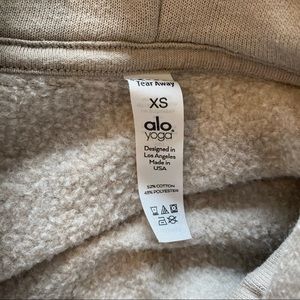 Tear Away
XS
alo
yoga
Designed in
Los Angeles
Made in
USA
52% COTTON
48% POLYESTER